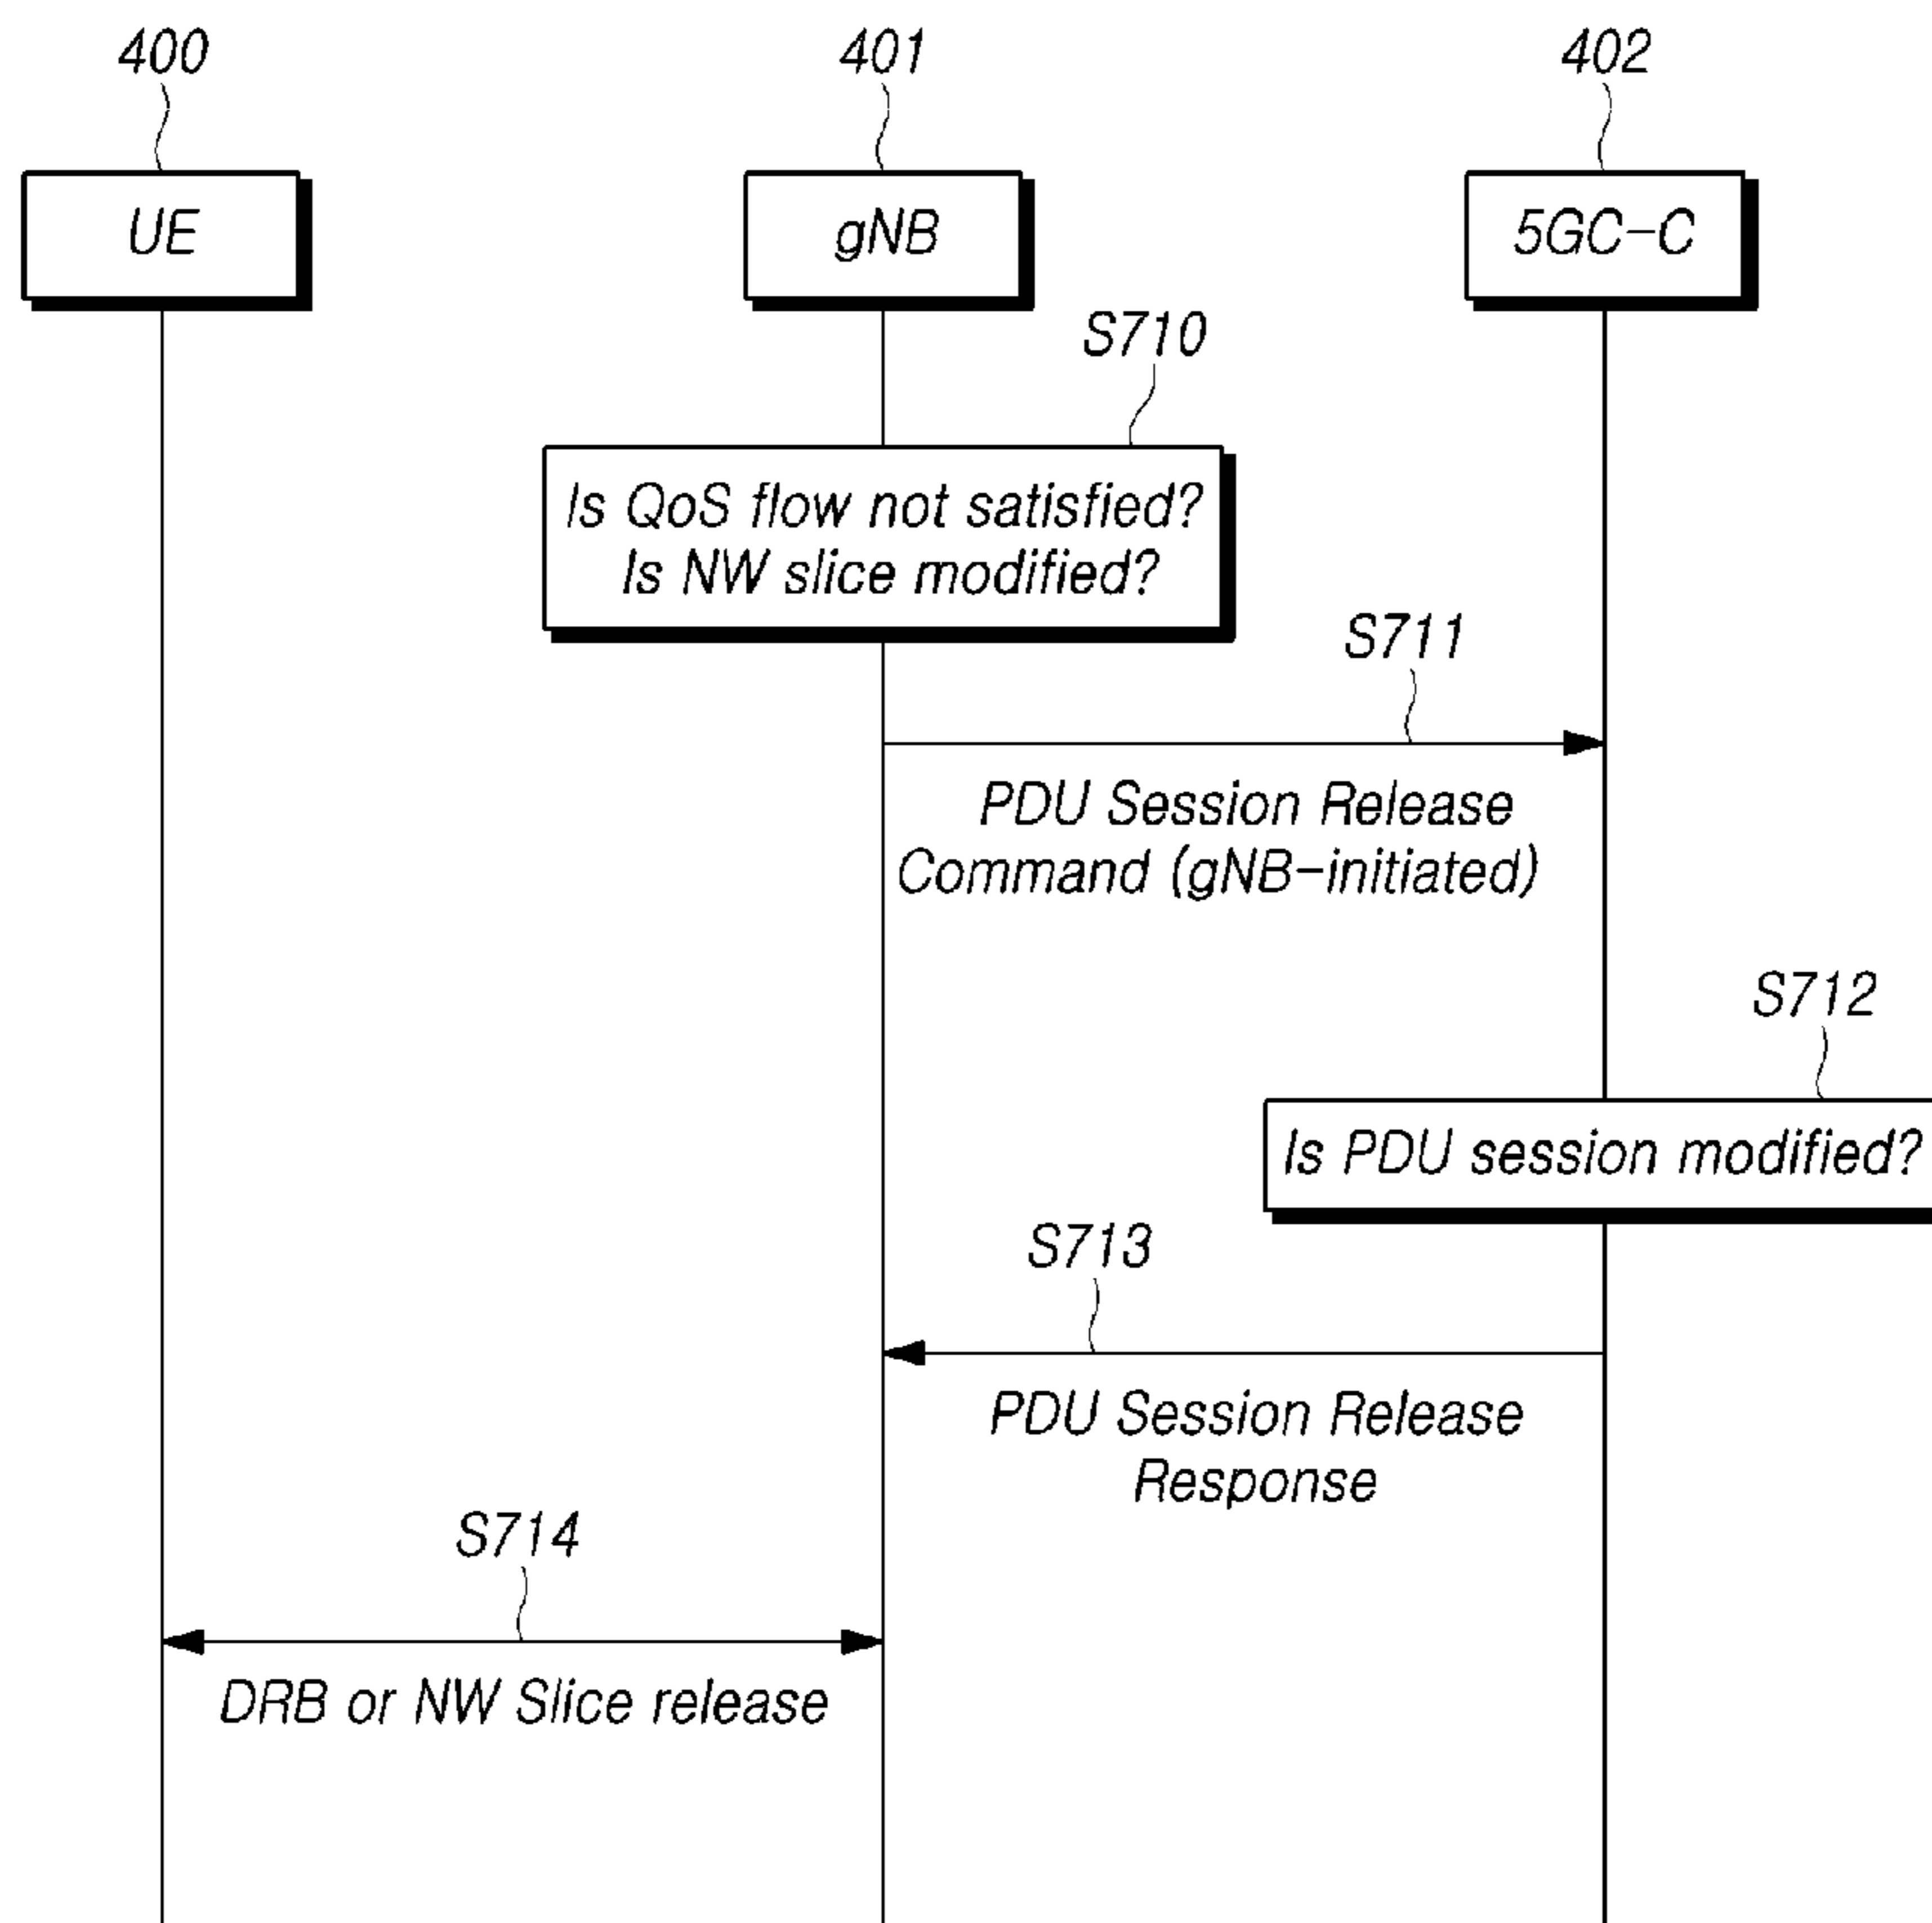 400
401
402
UE
gNB
5GC-C
S710
Is QoS flow not satisfied?
Is NW slice modified?
S711
PDU Session Release
Command (gNB-initiated)
S712
Is PDU session modified?
S713
PDU Session Release
Response
S714
DRB or NW Slice release